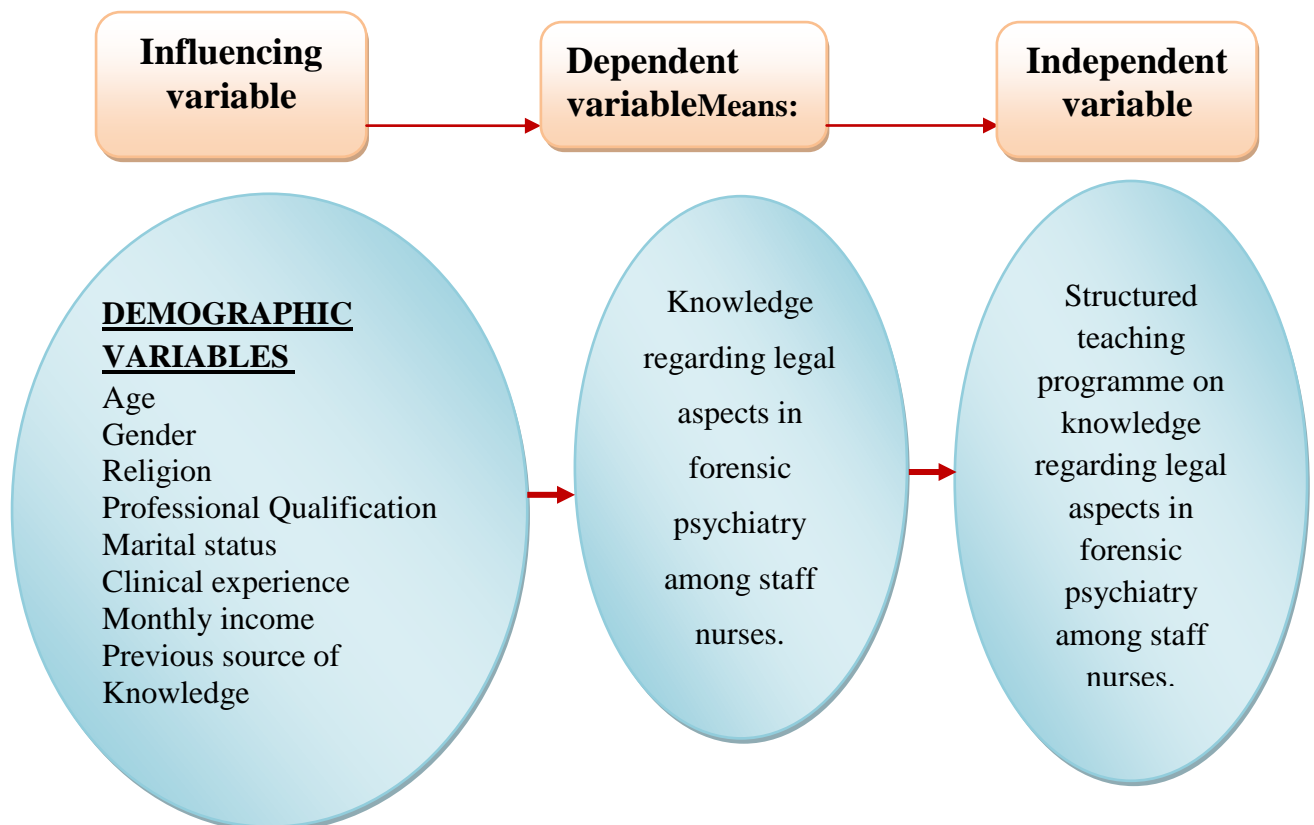 Influencing
variable
Dependent
variableMeans:
Independent
variable
DEMOGRAPHIC
VARIABLES
Age
Gender
Religion
Professional Qualification
Marital status
Clinical experience
Monthly income
Previous source of
Knowledge
Knowledge
regarding legal
aspects in
forensic
psychiatry
among staff
nurses.
Structured
teaching
programme on
knowledge
regarding legal
aspects in
forensic
psychiatry
among staff
nurses.